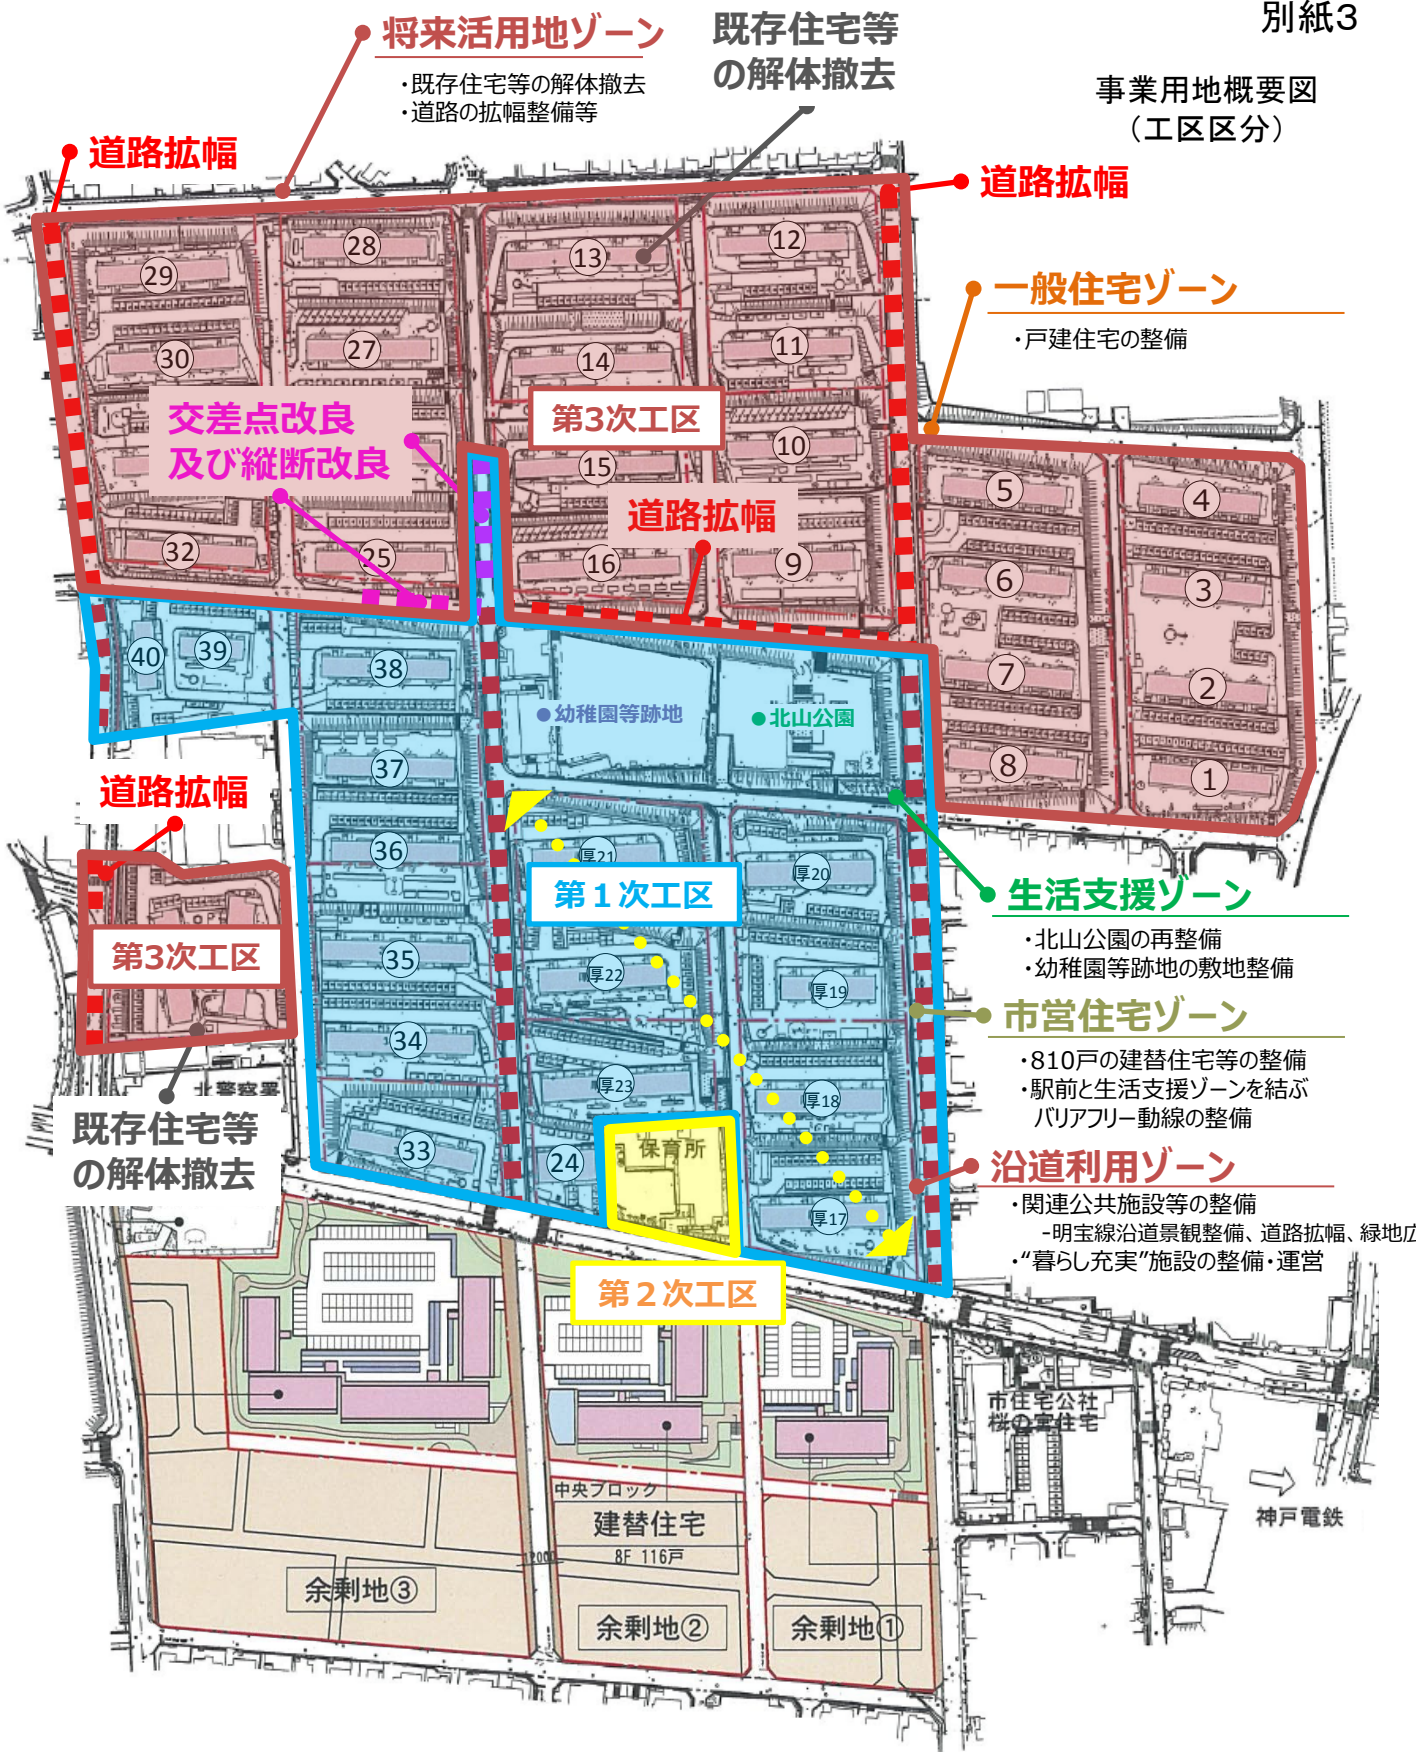 別紙3
事業用地概要図
（工区区分）
将来活用地ゾーン
・既存住宅等の解体撤去
・道路の拡幅整備等
既存住宅等
の解体撤去
道路拡幅
道路拡幅
一般住宅ゾーン
・戸建住宅の整備
28
13
12
29
27
14
11
30
交差点改良
及び縦断改良
第3次工区
15
10
5
4
道路拡幅
32
25
16
9
6
3
40
39
38
7
2
●幼稚園等跡地
●北山公園
37
8
1
道路拡幅
36
厚21
厚20
第１次工区
生活支援ゾーン
・北山公園の再整備
・幼稚園等跡地の敷地整備
第3次工区
35
厚22
厚19
市営住宅ゾーン
・810戸の建替住宅等の整備
・駅前と生活支援ゾーンを結ぶ
バリアフリー動線の整備
34
厚23
厚18
北警察署
既存住宅等
の解体撤去
33
24
保育所
厚17
沿道利用ゾーン
・関連公共施設等の整備
-明宝線沿道景観整備、道路拡幅、緑地広
・“暮らし充実”施設の整備・運営
第２次工区
市住宅公社
桜の宮住宅
中央ブロック
建替住宅
8F 116戸
神戸電鉄
余剰地③
余剰地②
余剰地①